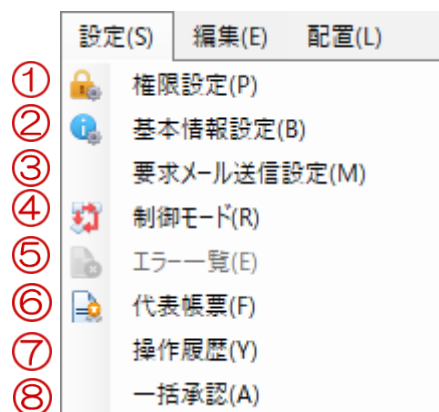 設定(S) 編集(E) 配置(L)
① 権限設定(P)
② 基本情報設定(B)
③ 要求メール送信設定(M)
④ 制御モード(R)
⑤ エラー一覧(E)
⑥ 代表帳票(F)
⑦ 操作履歴(Y)
⑧ 一括承認(A)